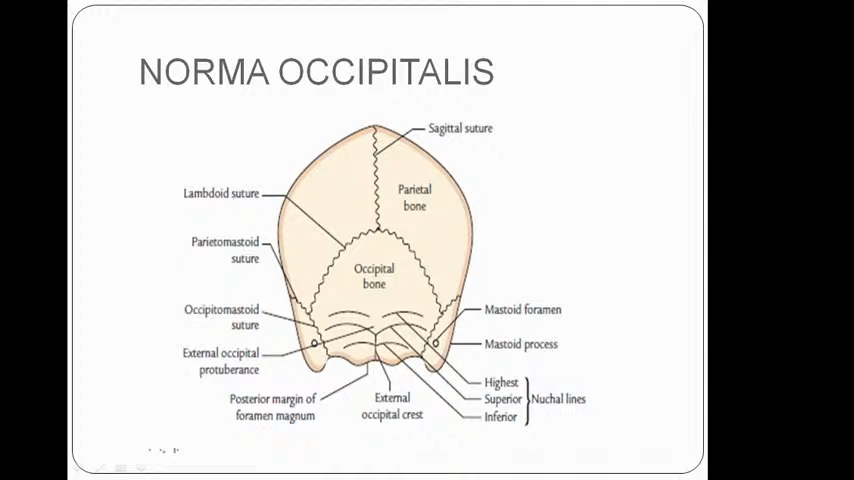 NORMA OCCIPITALIS
Sagittal suture
Lambdoid suture
Parietal
bone
Parietomastoid
suture
Occipital
bone
Occipitomastoid
suture
Mastoid foramen
External occipital
protuberance
Mastoid process
Highest
Superior
Inferior
Nuchal lines
Posterior margin of
foramen magnum
External
occipital crest